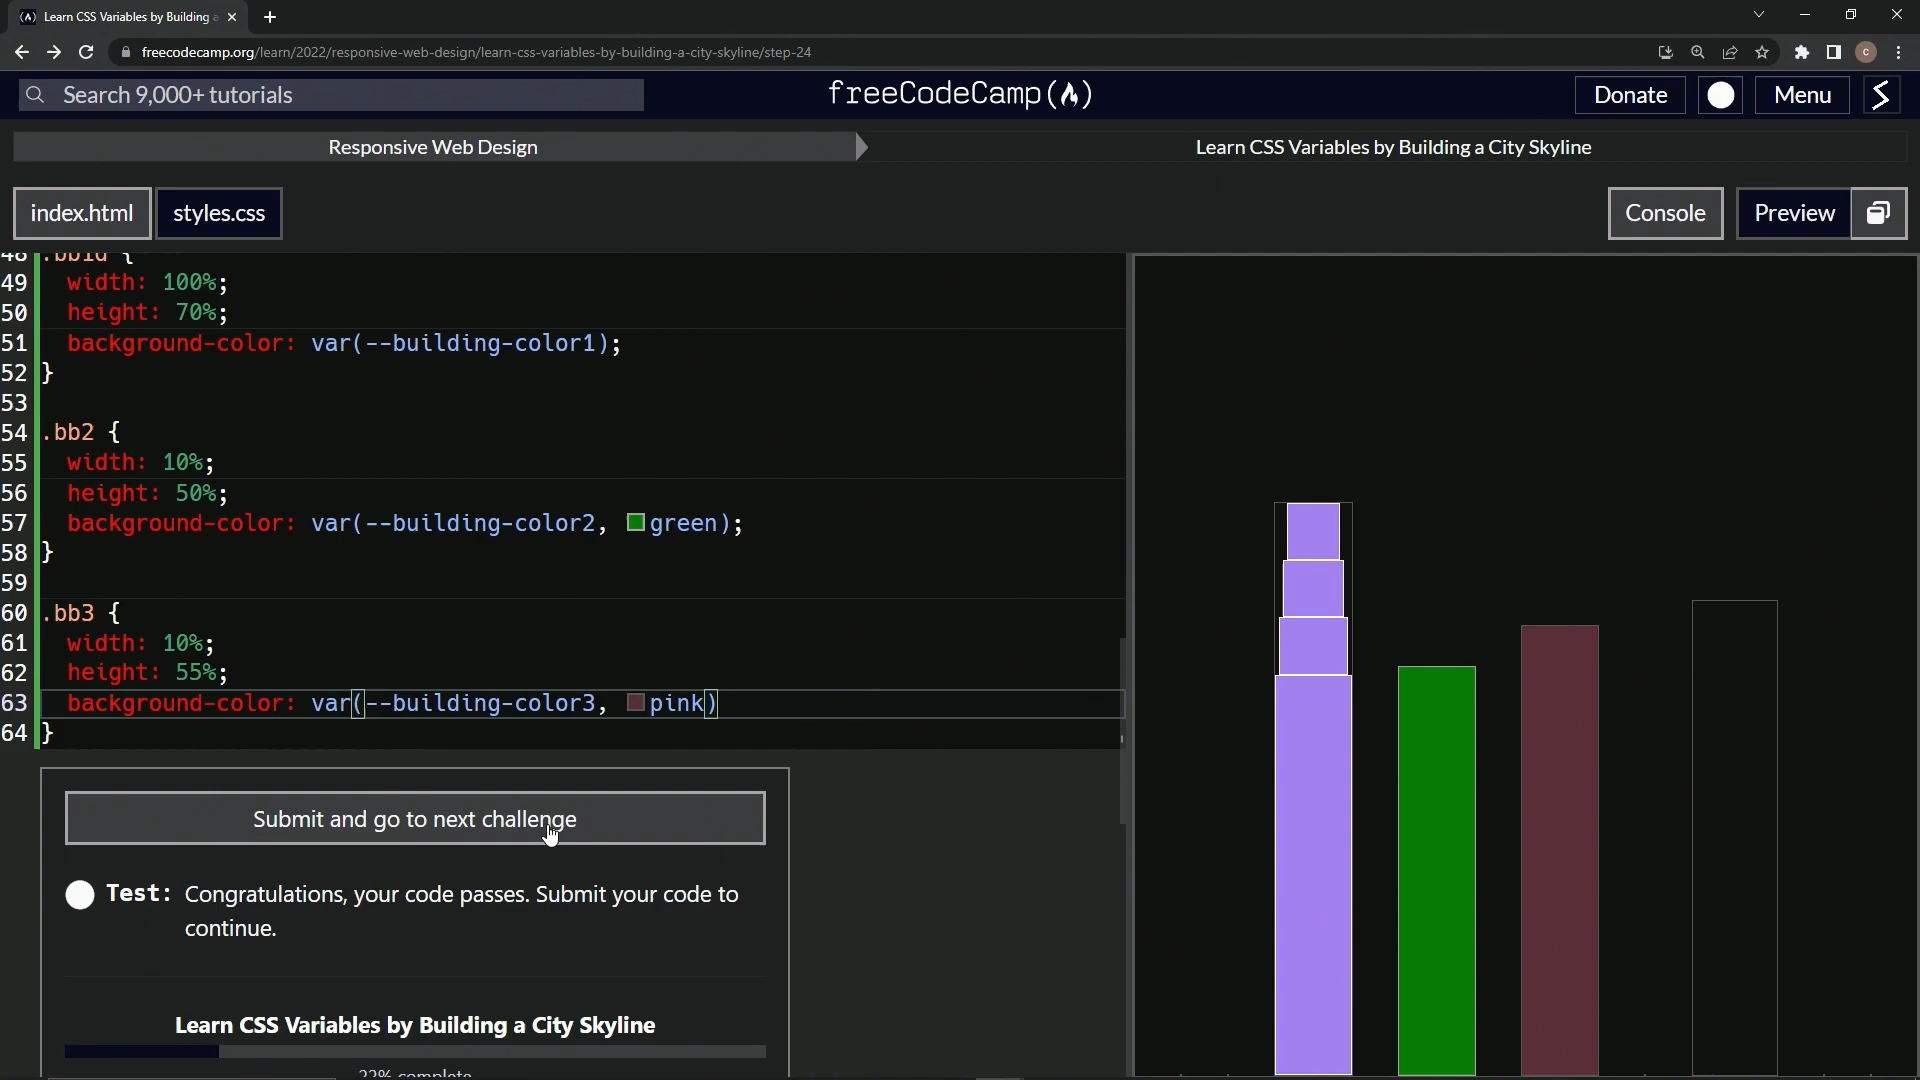 Learn CSS Variables by Building a
freecodecamp.org/learn/2022/responsive-web-design/learn-css-variables-by-building-a-city-skyline/step-24
C
Search 9,000+ tutorials
freeCodeCamp
Donate
Menu
Responsive Web Design
Learn CSS Variables by Building a City Skyline
index.html
styles.css
Console
Preview
48 .bb1d {
49 width: 100%;
50 height: 70%;
51 background-color: var(--building-color1);
52 }
53
54 .bb2 {
55 width: 10%;
56 height: 50%;
57 background-color: var(--building-color2, green);
58 }
59
60 .bb3 {
61 width: 10%;
62 height: 55%;
63 background-color: var(--building-color3, pink)
64 }
Submit and go to next challenge
Test: Congratulations, your code passes. Submit your code to
continue.
Learn CSS Variables by Building a City Skyline
22% complete